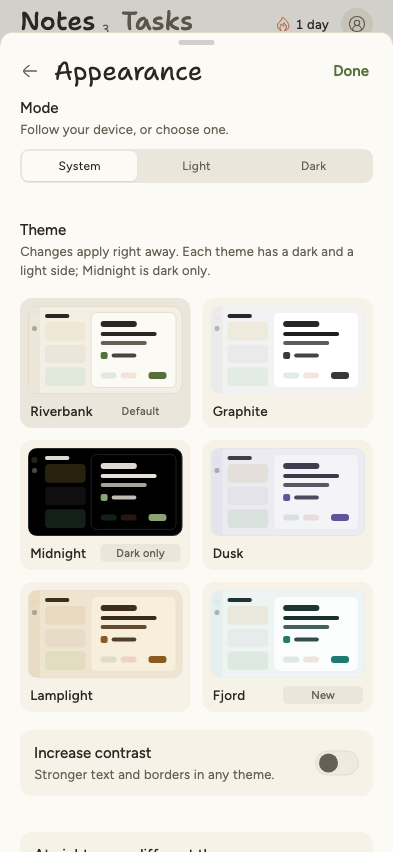 Notes 3 Tasks
1 day
Appearance
Done
Mode
Follow your device, or choose one.
System
Light
Dark
Theme
Changes apply right away. Each theme has a dark and a
light side; Midnight is dark only.
Riverbank
Default
Graphite
Midnight
Dark only
Dusk
Lamplight
Fjord
New
Increase contrast
Stronger text and borders in any theme.